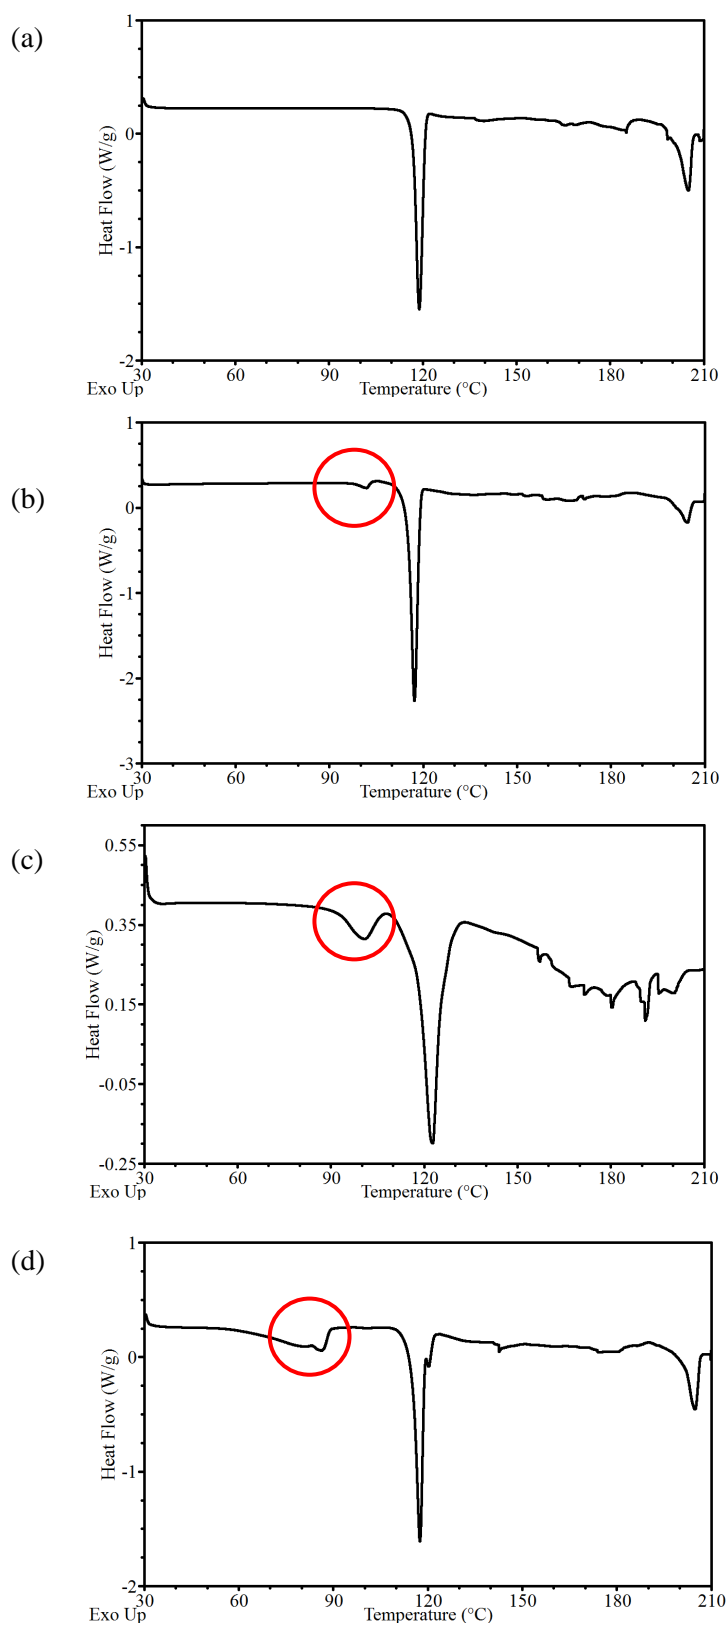 (a)
1
0
-1
-2
Heat Flow (W/g)
30 60 90 120 150 180 210
Exo Up
Temperature (°C)
(b)
1
0
-1
-2
-3
Heat Flow (W/g)
30 60 90 120 150 180 210
Exo Up
Temperature (°C)
(c)
0.55
0.35
0.15
-0.05
-0.25
Heat Flow (W/g)
30 60 90 120 150 180 210
Exo Up
Temperature (°C)
(d)
1
0
-1
-2
Heat Flow (W/g)
30 60 90 120 150 180 210
Exo Up
Temperature (°C)